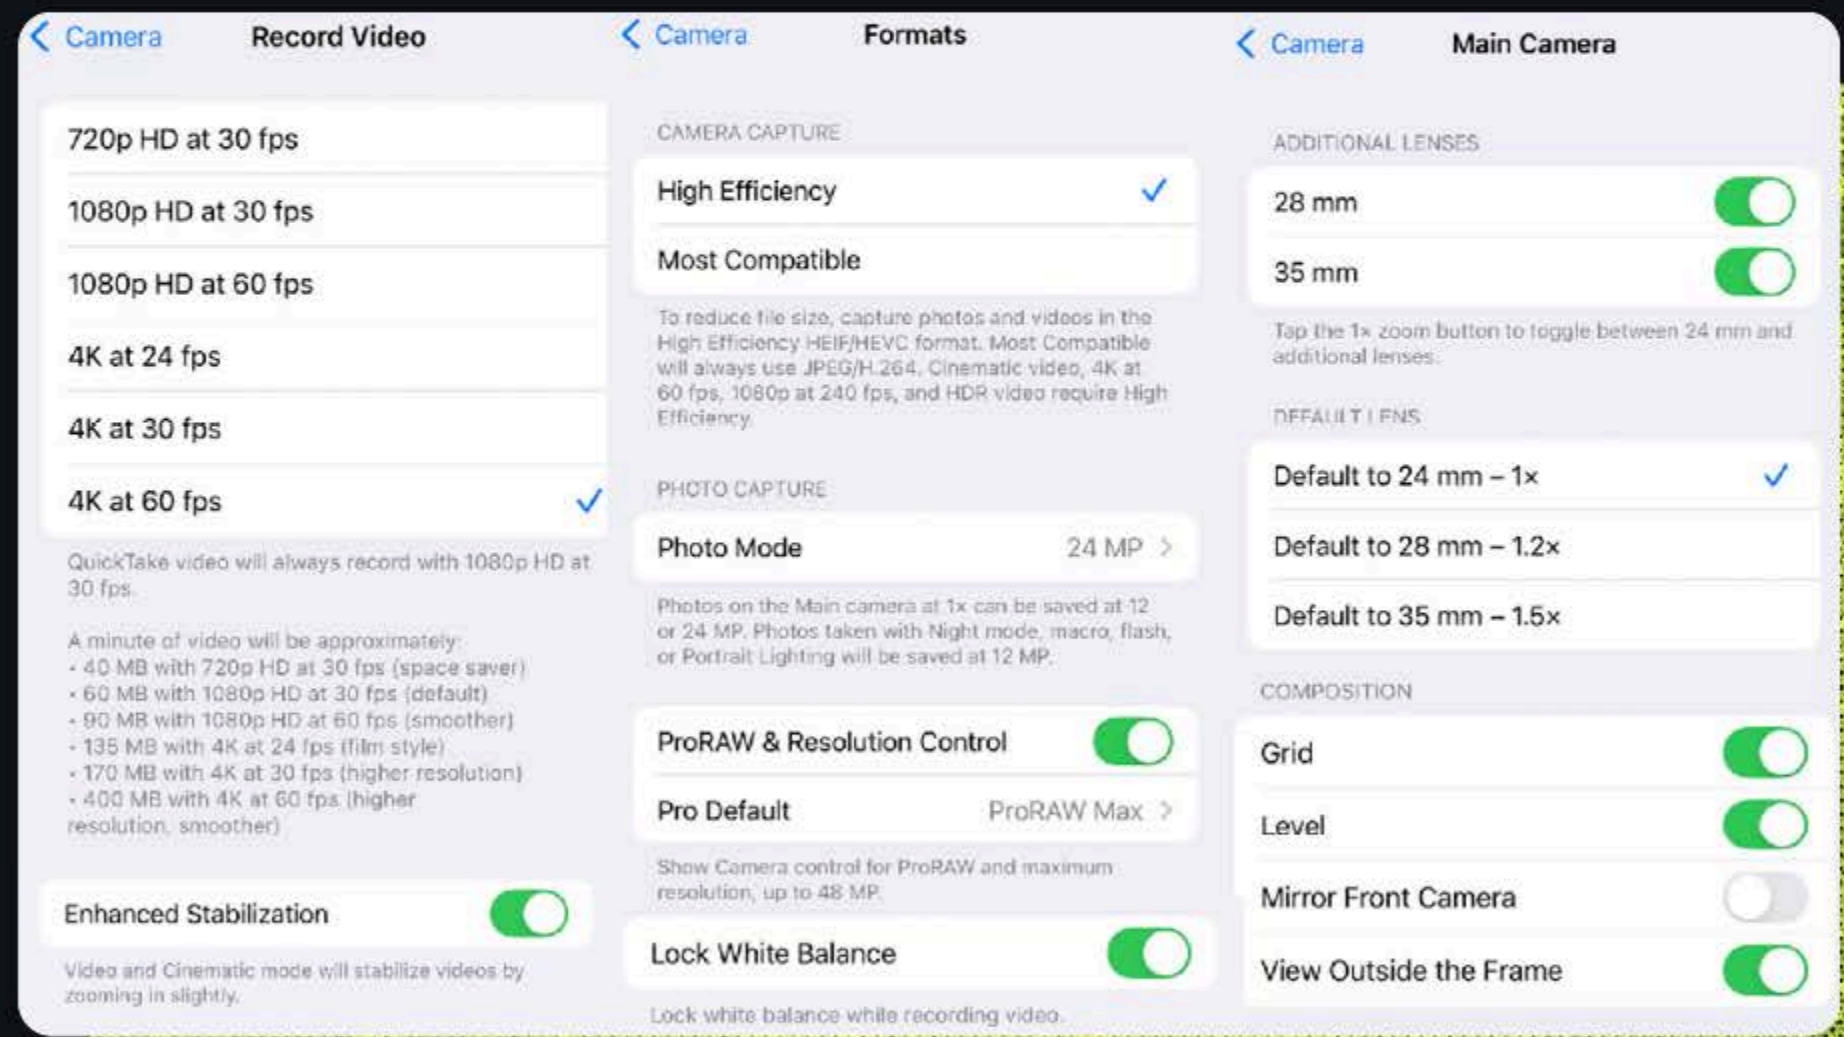 Camera
Record Video
720p HD at 30 fps
1080p HD at 30 fps
1080p HD at 60 fps
4K at 24 fps
4K at 30 fps
4K at 60 fps
QuickTake video will always record with 1080p HD at
30 fps.
A minute of video will be approximately:
• 40 MB with 720p HD at 30 fps (space saver)
• 60 MB with 1080p HD at 30 fps (default)
• 90 MB with 1080p HD at 60 fps (smoother)
• 135 MB with 4K at 24 fps (film style)
• 170 MB with 4K at 30 fps (higher resolution)
• 400 MB with 4K at 60 fps (higher
resolution, smoother)
Enhanced Stabilization
Video and Cinematic mode will stabilize videos by
zooming in slightly.
Camera
Formats
CAMERA CAPTURE
High Efficiency
Most Compatible
To reduce file size, capture photos and videos in the
High Efficiency HEIF/HEVC format. Most Compatible
will always use JPEG/H.264. Cinematic video, 4K at
60 fps, 1080p at 240 fps, and HDR video require High
Efficiency.
PHOTO CAPTURE
Photo Mode 24 MP
Photos on the Main camera at 1x can be saved at 12
or 24 MP. Photos taken with Night mode, macro, flash,
or Portrait Lighting will be saved at 12 MP.
ProRAW & Resolution Control
Pro Default ProRAW Max
Show Camera control for ProRAW and maximum
resolution, up to 48 MP.
Lock White Balance
Lock white balance while recording video.
Camera
Main Camera
ADDITIONAL LENSES
28 mm
35 mm
Tap the 1x zoom button to toggle between 24 mm and
additional lenses.
DEFAULT LENS
Default to 24 mm – 1x
Default to 28 mm – 1.2x
Default to 35 mm – 1.5x
COMPOSITION
Grid
Level
Mirror Front Camera
View Outside the Frame